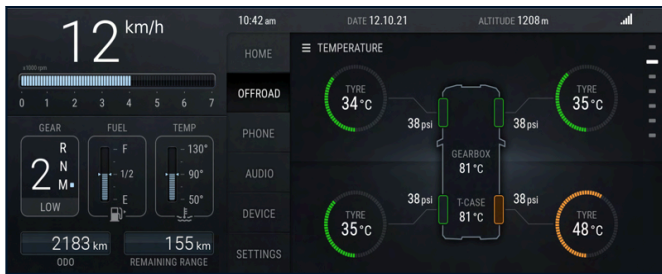 12 km/h
x1000 rpm
0 1 2 3 4 5 6 7
GEAR FUEL TEMP
R
N
M
2
LOW
F
1/2
E
130°
90°
50°
2183 km
ODO
155 km
REMAINING RANGE
10:42 am
DATE 12.10.21
ALTITUDE 1208 m
HOME
OFFROAD
PHONE
AUDIO
DEVICE
SETTINGS
TEMPERATURE
TYRE
34 °C
38 psi
TYRE
35 °C
38 psi
GEARBOX
81 °C
T-CASE
81 °C
TYRE
35 °C
38 psi
TYRE
48 °C
38 psi